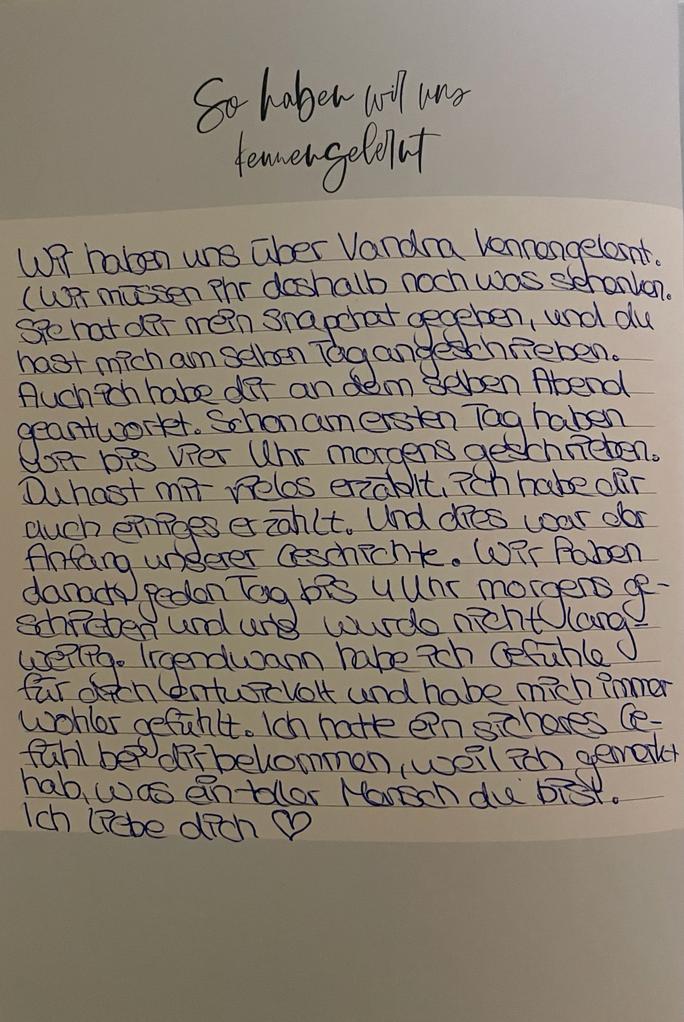 So haben wir uns
kennengelernt
Wir haben uns über Vandra kennengelernt.
(Wir müssen ihr deshalb noch was schenken.
Sie hat dir mein Snapchat gegeben, und du
hast mich am selben Tag angeschrieben.
Auch ich habe dir an dem selben Abend
geantwortet. Schon am ersten Tag haben
wir bis vier Uhr morgens geschrieben.
Du hast mir vieles erzählt, ich habe dir
auch einiges erzählt. Und dies war der
Anfang unserer Geschichte. Wir haben
danach jeden Tag bis 4 Uhr morgens ge-
schrieben und uns wurde nicht lang-
weilig. Irgendwann habe ich Gefühle
für dich entwickelt und habe mich immer
wohler gefühlt. Ich hatte ein sicheres Ge-
fühl bei dir bekommen, weil ich gemerkt
hab, was ein toller Mensch du bist.
Ich liebe dich ♡